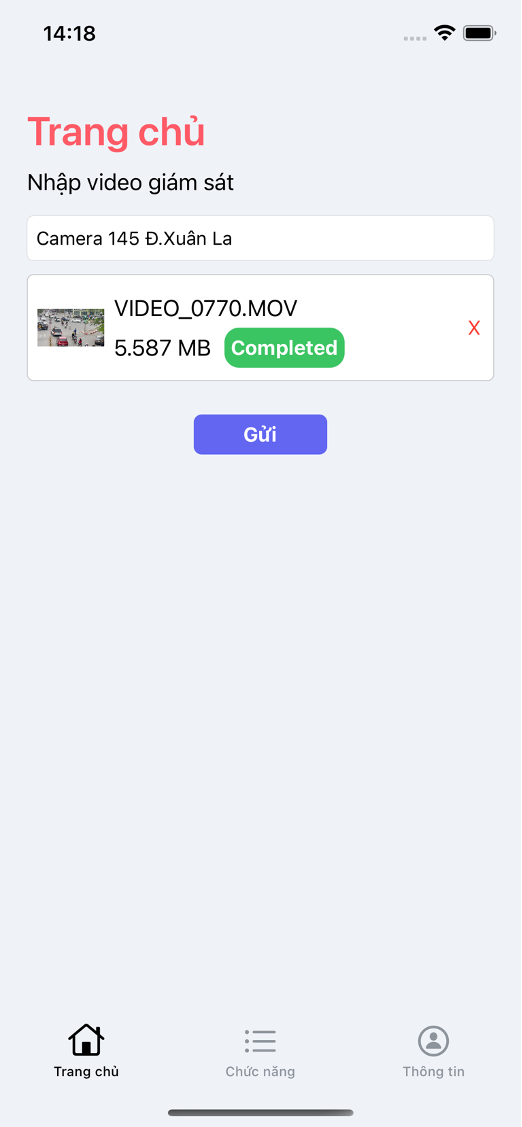 14:18
Trang chủ
Nhập video giám sát
Camera 145 Đ.Xuân La
VIDEO_0770.MOV
X
5.587 MB Completed
Gửi
Trang chủ Chức năng Thông tin